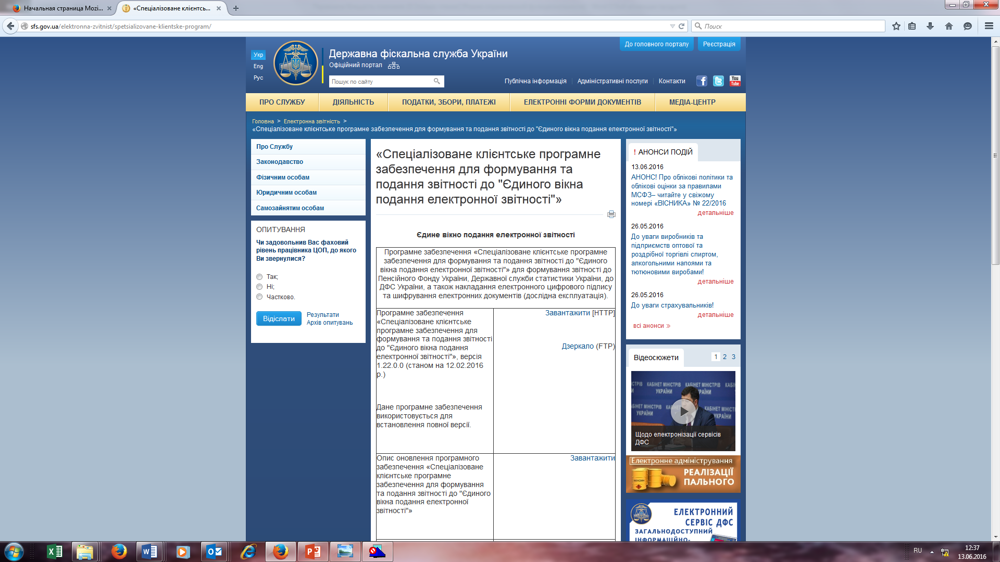 Начальная страница Mozi...
«Спеціалізоване клієнтсь...
sfs.gov.ua/elektronna-zvitnist/spetsializovane-klientske-program/
Поиск
До головного порталу
Реєстрація
Укр
Eng
Рус
Державна фіскальна служба України
Офіційний портал
Пошук по сайту
Публічна інформація
Адміністративні послуги
Контакти
You
Tube
ПРО СЛУЖБУ
ДІЯЛЬНІСТЬ
ПОДАТКИ, ЗБОРИ, ПЛАТЕЖІ
ЕЛЕКТРОННІ ФОРМИ ДОКУМЕНТІВ
МЕДІА-ЦЕНТР
Головна > Електронна звітність >
«Спеціалізоване клієнтське програмне забезпечення для формування та подання звітності до "Єдиного вікна подання електронної звітності"»
Про Службу
Законодавство
Фізичним особам
Юридичним особам
Самозайнятим особам
ОПИТУВАННЯ
Чи задовольнив Вас фаховий
рівень працівника ЦОП, до якого
Ви звернулися?
Так;
Ні;
Частково.
Відіслати
Результати
Архів опитувань
«Спеціалізоване клієнтське програмне
забезпечення для формування та
подання звітності до "Єдиного вікна
подання електронної звітності"»
Єдине вікно подання електронної звітності
Програмне забезпечення «Спеціалізоване клієнтське програмне
забезпечення для формування та подання звітності до "Єдиного
вікна подання електронної звітності"» для формування звітності до
Пенсійного Фонду України, Державної служби статистики України, до
ДФС України, а також накладання електронного цифрового підпису
та шифрування електронних документів (дослідна експлуатація).
Програмне забезпечення
«Спеціалізоване клієнтське
програмне забезпечення для
формування та подання звітності
до "Єдиного вікна подання
електронної звітності"», версія
1.22.0.0 (станом на 12.02.2016
р.)
Дане програмне забезпечення
використовується для
встановлення повної версії.
Завантажити [HTTP]
Дзеркало (FTP)
Опис оновлення програмного
забезпечення «Спеціалізоване
клієнтське програмне
забезпечення для формування
та подання звітності до "Єдиного
вікна подання електронної
звітності"»
Завантажити
! АНОНСИ ПОДІЙ
13.06.2016
АНОНС! Про облікові політики та
облікові оцінки за правилами
МСФЗ– читайте у свіжому
номері «ВІСНИКА» № 22/2016
детальніше
26.05.2016
До уваги виробників та
підприємств оптової та
роздрібної торгівлі спиртом,
алкогольними напоями та
тютюновими виробами!
детальніше
26.05.2016
До уваги страхувальників!
детальніше
всі анонси »
Відеосюжети
1 2 3
КАБІНЕТ МІНІСТРІВ
УКРАЇНИ
Щодо електронізації сервісів
ДФС
Електронне адміністрування
РЕАЛІЗАЦІЇ
ПАЛЬНОГО
БЕНЗИН
ЕЛЕКТРОННИЙ
СЕРВІС ДФС
ЗАГАЛЬНОДОСТУПНИЙ
ІНФОРМАЦІЙНО-
RU
12:37
13.06.2016